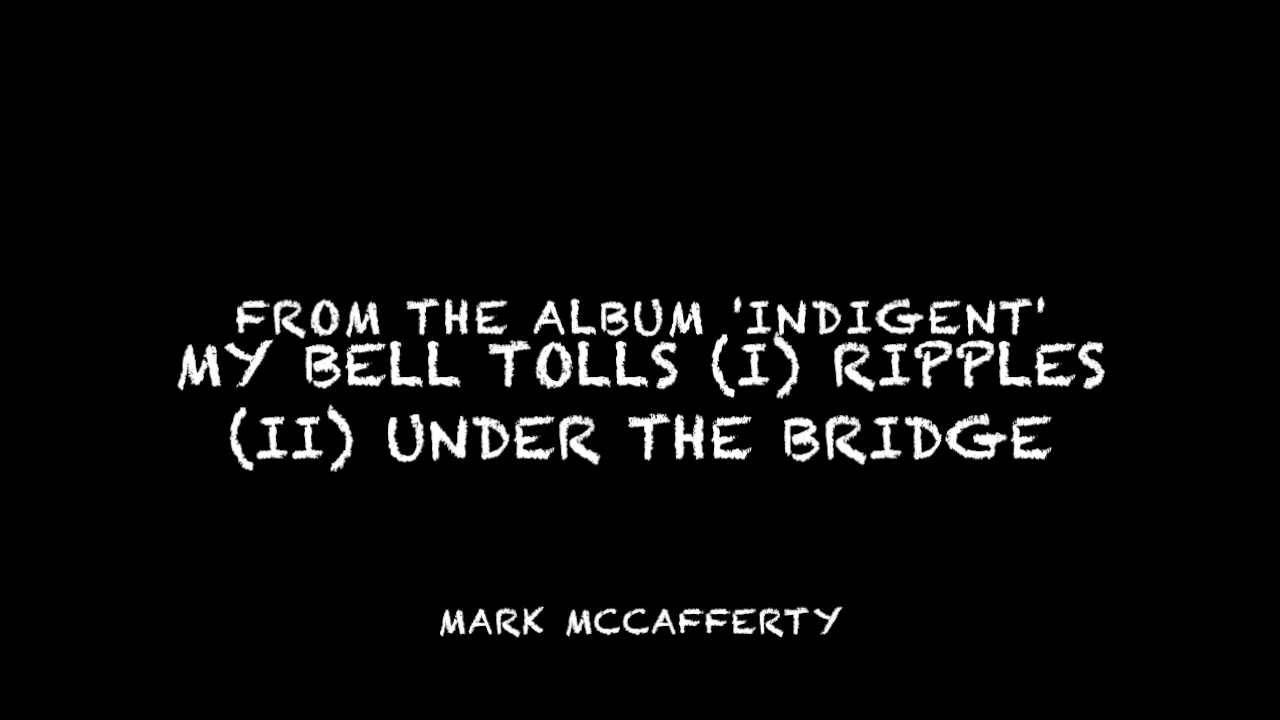 FROM THE ALBUM 'INDIGENT'
MY BELL TOLLS (I) RIPPLES
(II) UNDER THE BRIDGE
MARK MCCAFFERTY